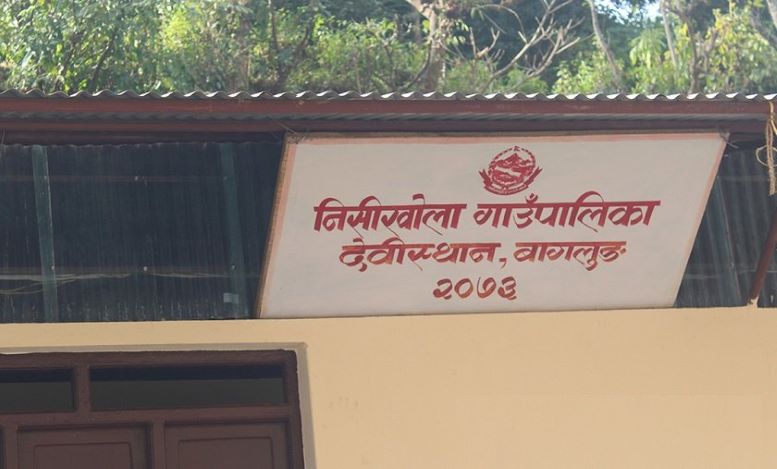 निसीखोला गाउँपालिका
देवीस्थान, बागलुङ
२०७३